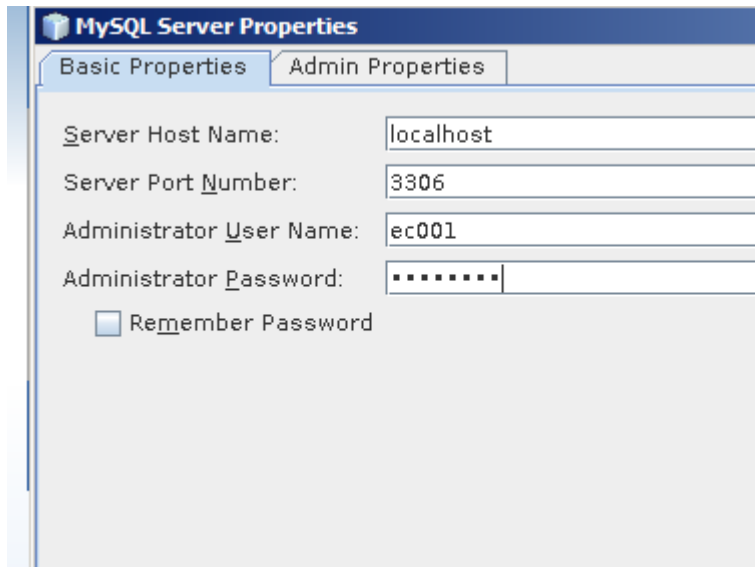 MySQL Server Properties
Basic Properties Admin Properties
Server Host Name: localhost
Server Port Number: 3306
Administrator User Name: ec001
Administrator Password: ••••••••
Remember Password